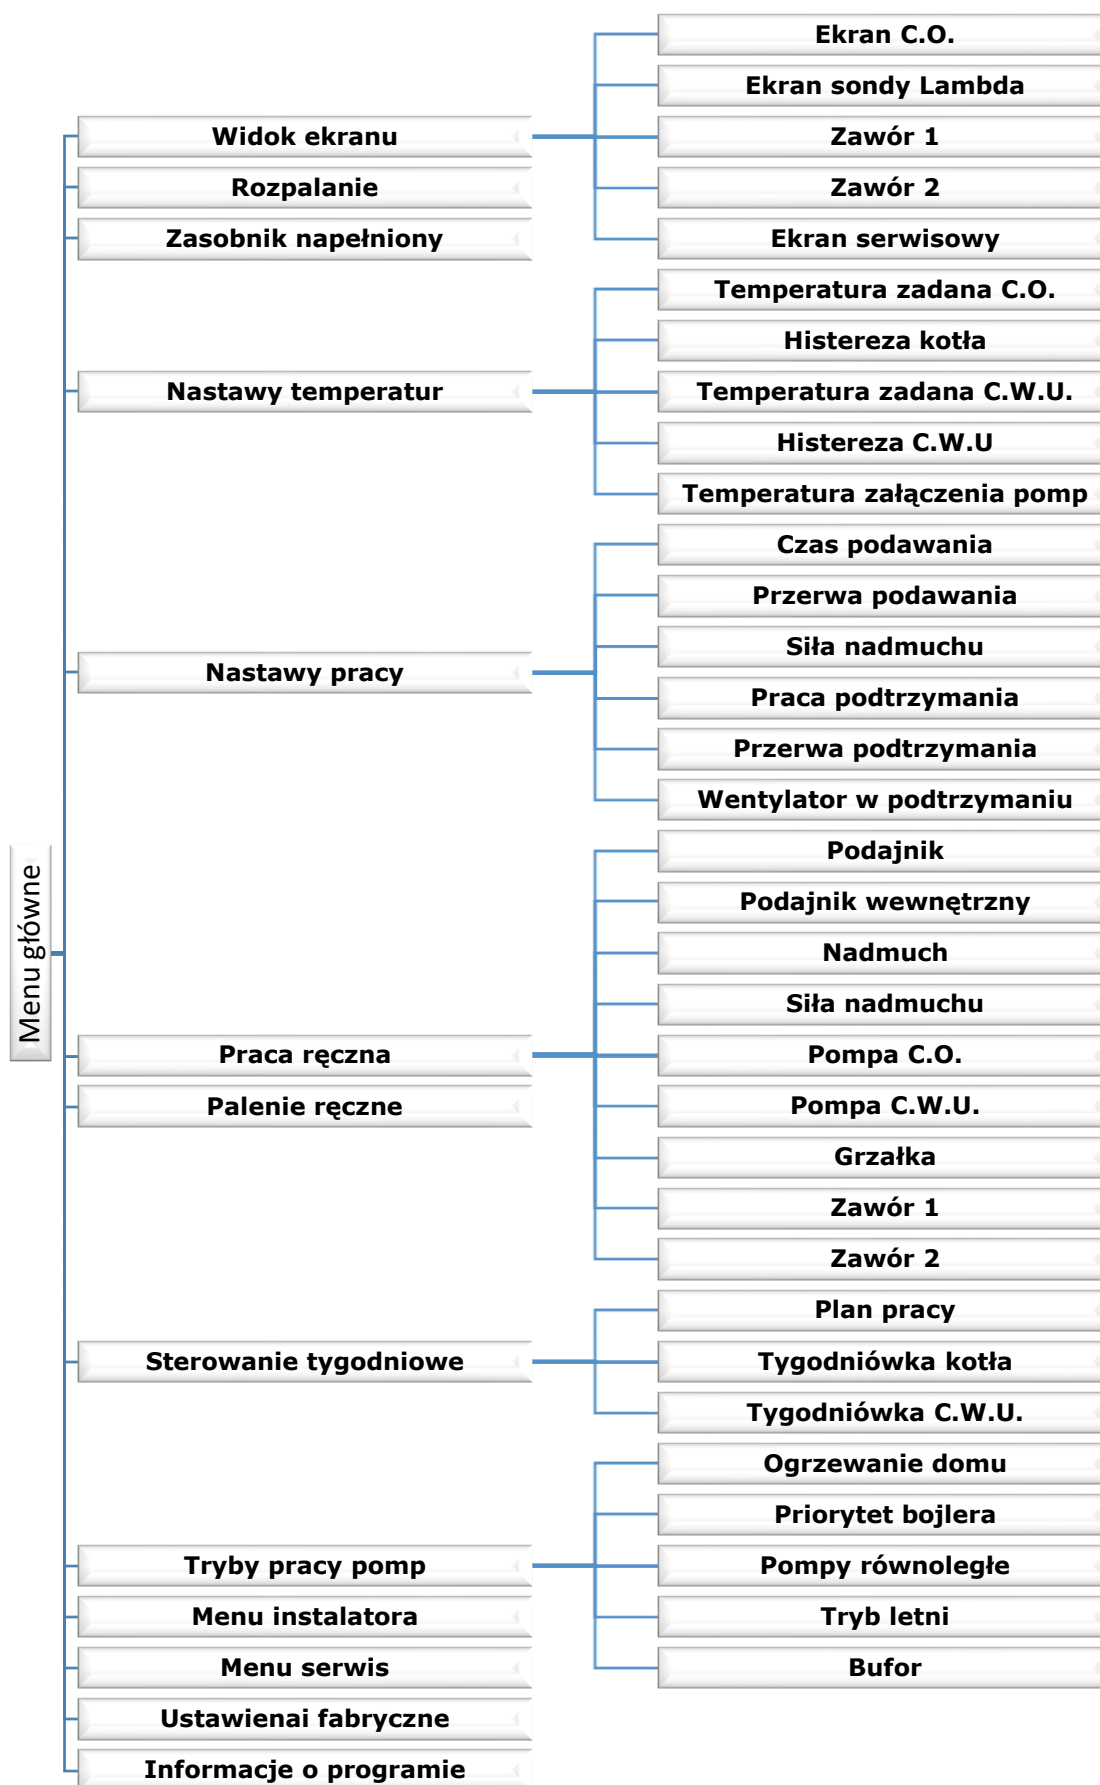 Menu główne
Widok ekranu
Ekran C.O.
Ekran sondy Lambda
Zawór 1
Zawór 2
Ekran serwisowy
Rozpalanie
Zasobnik napełniony
Nastawy temperatur
Temperatura zadana C.O.
Histereza kotła
Temperatura zadana C.W.U.
Histereza C.W.U
Temperatura załączenia pomp
Nastawy pracy
Czas podawania
Przerwa podawania
Siła nadmuchu
Praca podtrzymania
Przerwa podtrzymania
Wentylator w podtrzymaniu
Praca ręczna
Podajnik
Podajnik wewnętrzny
Nadmuch
Siła nadmuchu
Pompa C.O.
Pompa C.W.U.
Grzałka
Zawór 1
Zawór 2
Palenie ręczne
Sterowanie tygodniowe
Plan pracy
Tygodniówka kotła
Tygodniówka C.W.U.
Tryby pracy pomp
Ogrzewanie domu
Priorytet bojlera
Pompy równoległe
Tryb letni
Bufor
Menu instalatora
Menu serwis
Ustawienai fabryczne
Informacje o programie